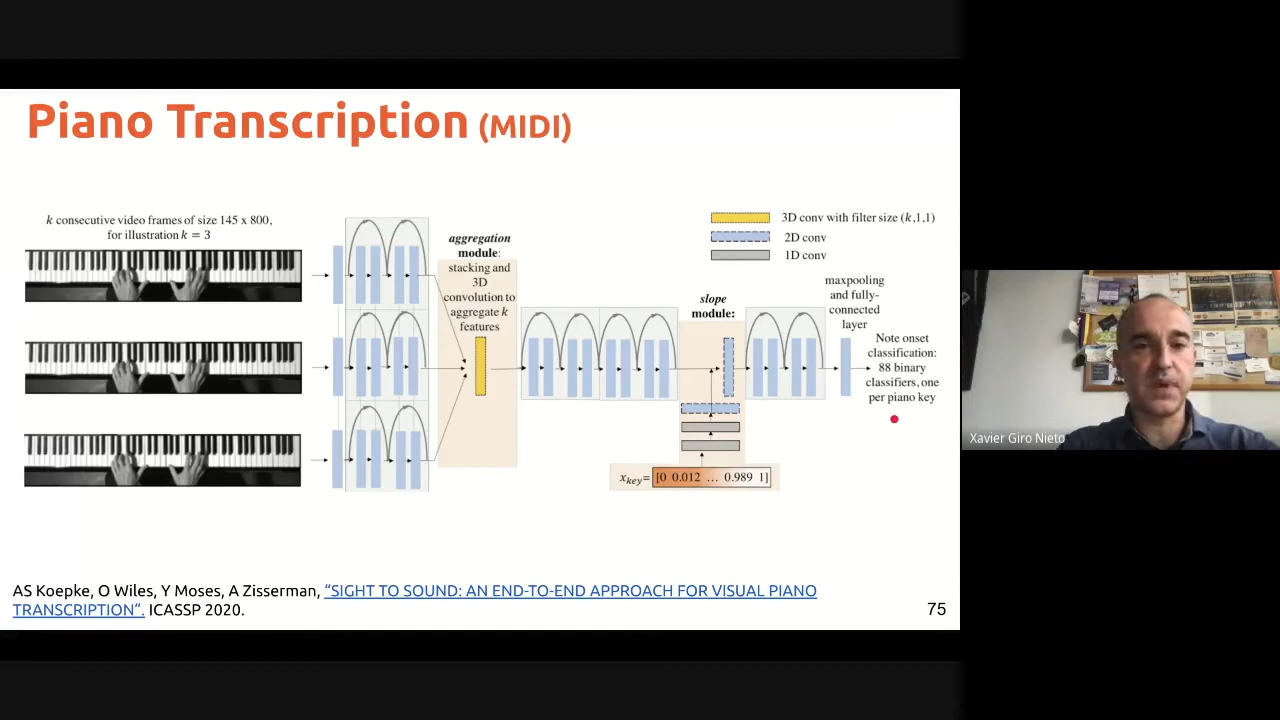 Piano Transcription (MIDI)
k consecutive video frames of size 145 x 800,
for illustration k = 3
aggregation
module:
stacking and
3D
convolution to
aggregate k
features
3D conv with filter size (k,1,1)
2D conv
1D conv
slope
module:
maxpooling
and fully-
connected
layer
Note onset
classification:
88 binary
classifiers, one
per piano key
x_key= [0 0.012 … 0.989 1]
AS Koepke, O Wiles, Y Moses, A Zisserman, “SIGHT TO SOUND: AN END-TO-END APPROACH FOR VISUAL PIANO
TRANSCRIPTION“. ICASSP 2020.
75
Xavier Giro Nieto